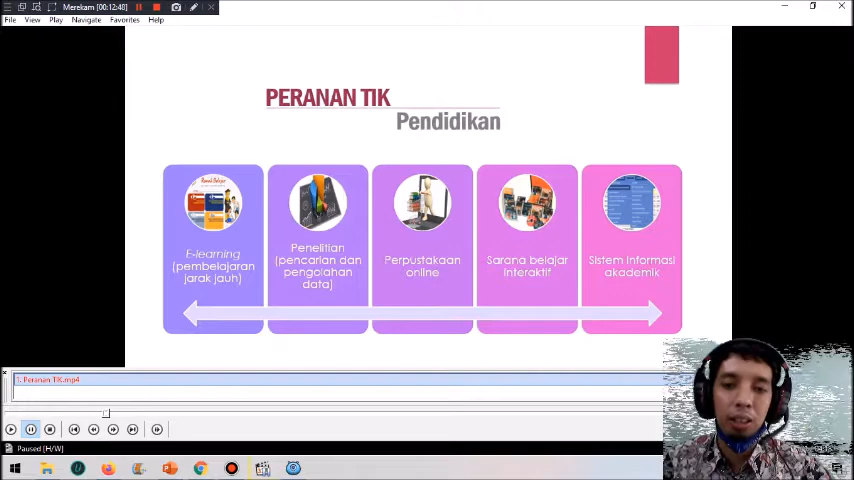 Merekam [00:12:48]
File View Play Navigate Favorites Help
PERANAN TIK
Pendidikan
E-learning
(pembelajaran
jarak jauh)
Penelitian
(pencarian dan
pengolahan
data)
Perpustakaan
online
Sarana belajar
interaktif
Sistem informasi
akademik
1. Peranan TIK.mp4
Paused [H/W]